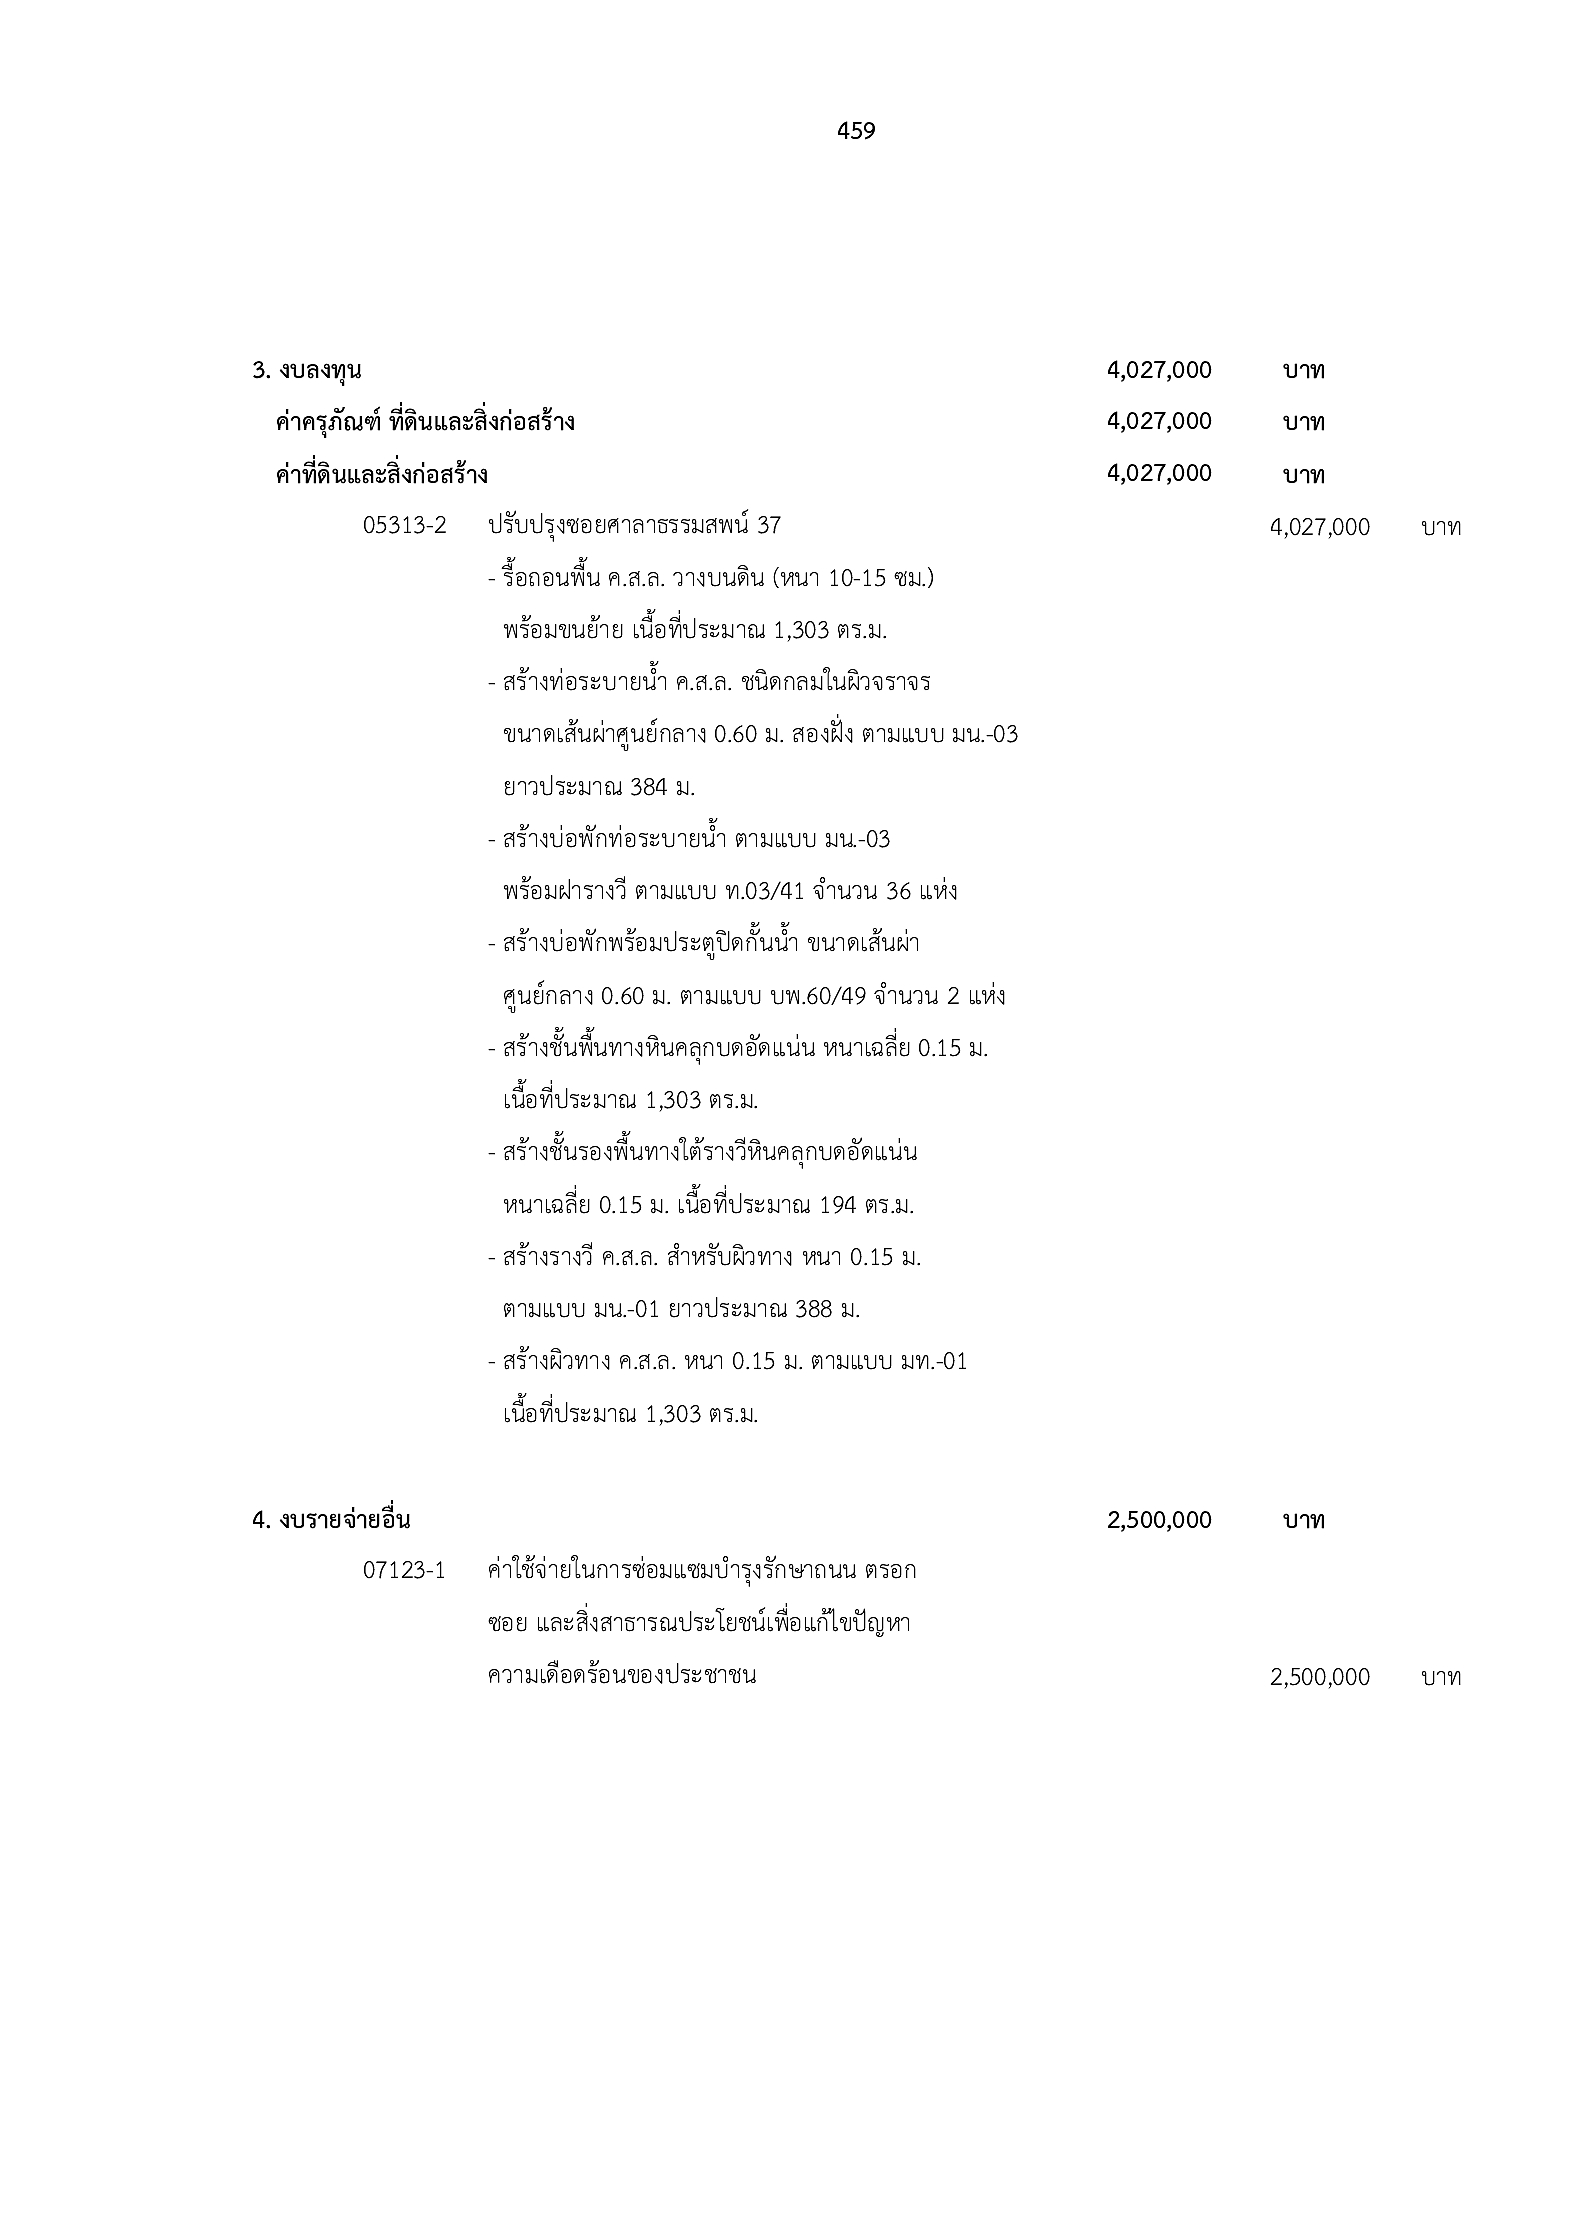 459
3. งบลงทุน 4,027,000 บาท
ค่าครุภัณฑ์ ที่ดินและสิ่งก่อสร้าง 4,027,000 บาท
ค่าที่ดินและสิ่งก่อสร้าง 4,027,000 บาท
05313-2 ปรับปรุงซอยศาลาธรรมสพน์ 37 4,027,000 บาท
- รื้อถอนพื้น ค.ส.ล. วางบนดิน (หนา 10-15 ซม.)
พร้อมขนย้าย เนื้อที่ประมาณ 1,303 ตร.ม.
- สร้างท่อระบายน้ำ ค.ส.ล. ชนิดกลมในผิวจราจร
ขนาดเส้นผ่าศูนย์กลาง 0.60 ม. สองฝั่ง ตามแบบ มน.-03
ยาวประมาณ 384 ม.
- สร้างบ่อพักท่อระบายน้ำ ตามแบบ มน.-03
พร้อมฝารางวี ตามแบบ ท.03/41 จำนวน 36 แห่ง
- สร้างบ่อพักพร้อมประตูปิดกั้นน้ำ ขนาดเส้นผ่า
ศูนย์กลาง 0.60 ม. ตามแบบ บพ.60/49 จำนวน 2 แห่ง
- สร้างชั้นพื้นทางหินคลุกบดอัดแน่น หนาเฉลี่ย 0.15 ม.
เนื้อที่ประมาณ 1,303 ตร.ม.
- สร้างชั้นรองพื้นทางใต้รางวีหินคลุกบดอัดแน่น
หนาเฉลี่ย 0.15 ม. เนื้อที่ประมาณ 194 ตร.ม.
- สร้างรางวี ค.ส.ล. สำหรับผิวทาง หนา 0.15 ม.
ตามแบบ มน.-01 ยาวประมาณ 388 ม.
- สร้างผิวทาง ค.ส.ล. หนา 0.15 ม. ตามแบบ มท.-01
เนื้อที่ประมาณ 1,303 ตร.ม.
4. งบรายจ่ายอื่น 2,500,000 บาท
07123-1 ค่าใช้จ่ายในการซ่อมแซมบำรุงรักษาถนน ตรอก
ซอย และสิ่งสาธารณประโยชน์เพื่อแก้ไขปัญหา
ความเดือดร้อนของประชาชน 2,500,000 บาท